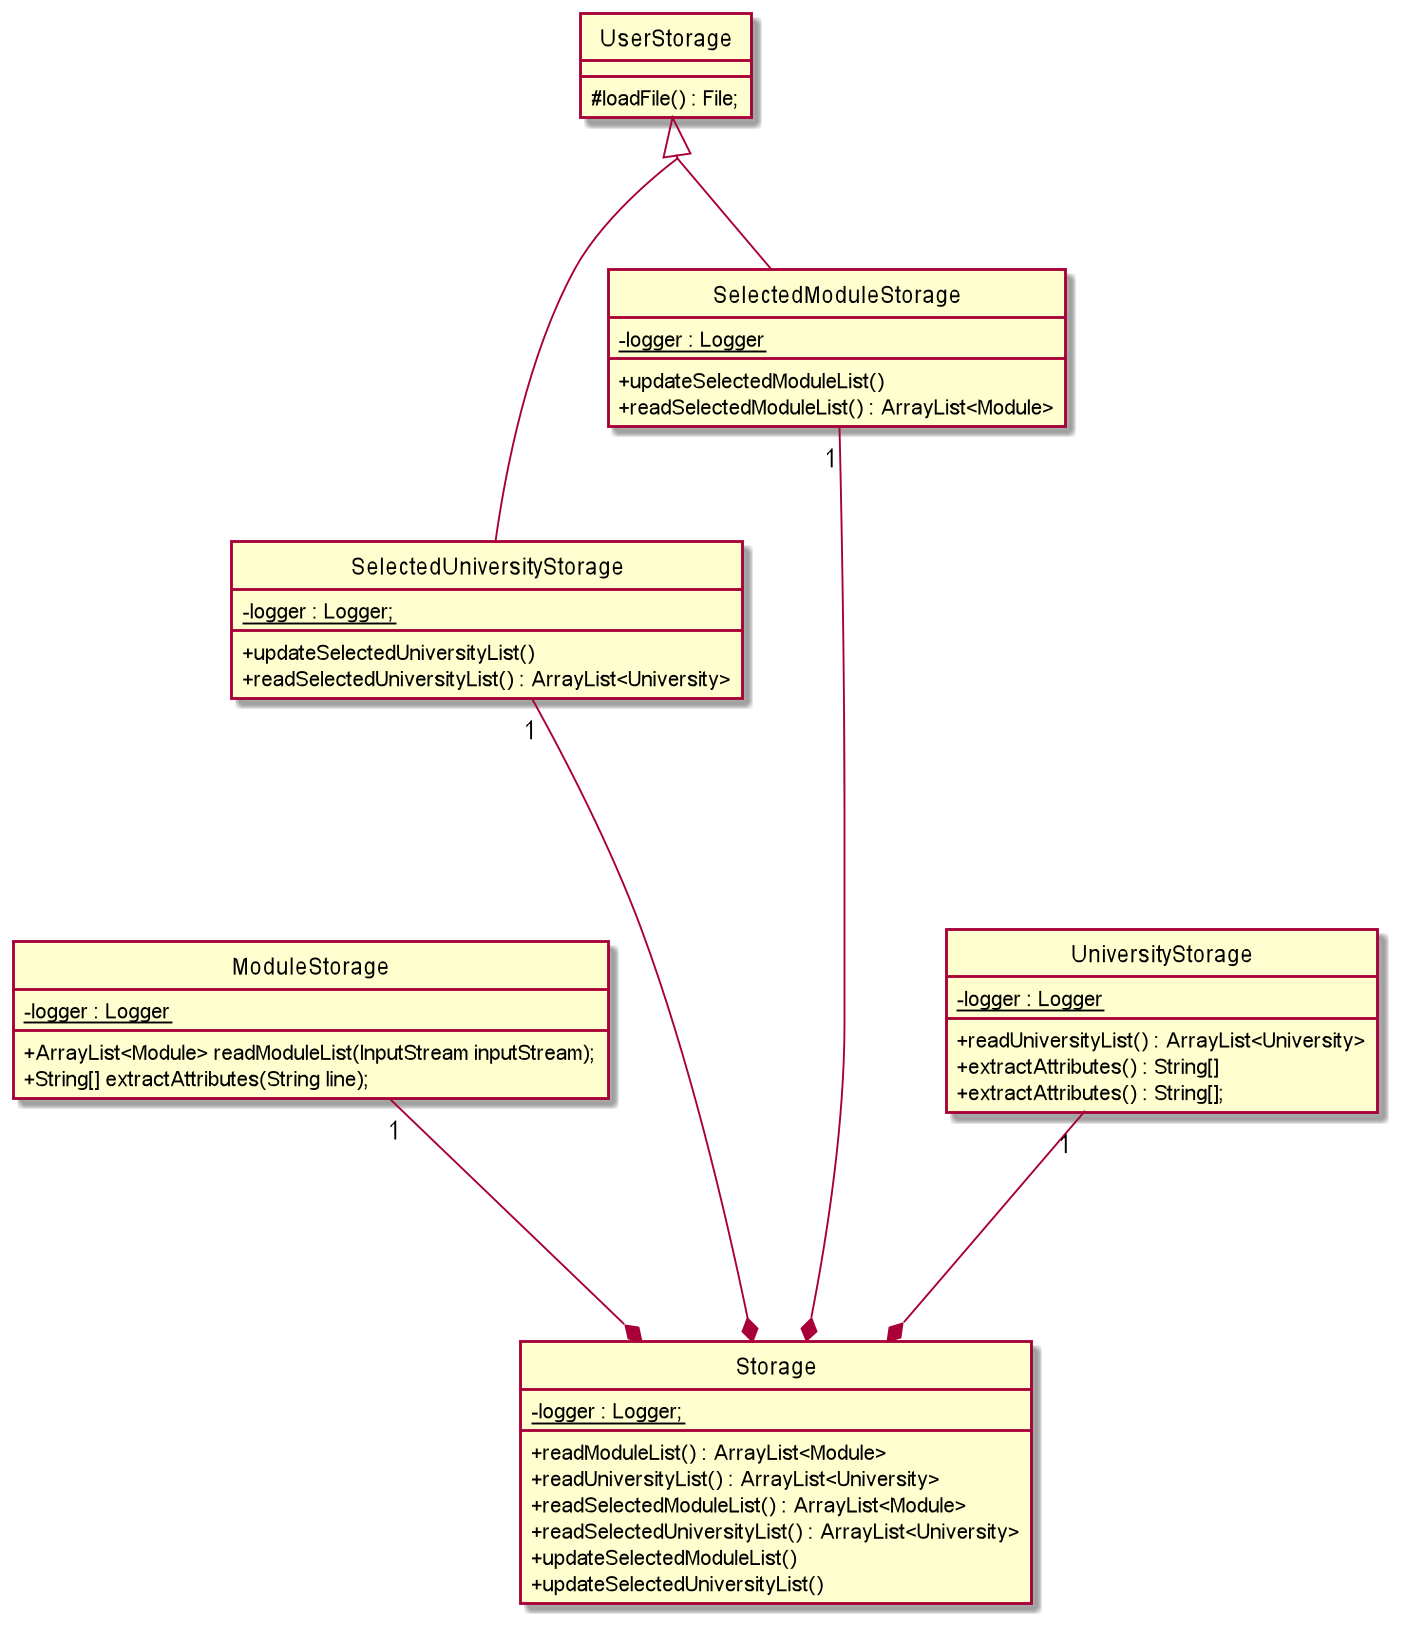 UserStorage
#loadFile() : File;
SelectedModuleStorage
-logger : Logger
+updateSelectedModuleList()
+readSelectedModuleList() : ArrayList<Module>
1
SelectedUniversityStorage
-logger : Logger;
+updateSelectedUniversityList()
+readSelectedUniversityList() : ArrayList<University>
1
ModuleStorage
-logger : Logger
+ArrayList<Module> readModuleList(InputStream inputStream);
+String[] extractAttributes(String line);
1
UniversityStorage
-logger : Logger
+readUniversityList() : ArrayList<University>
+extractAttributes() : String[]
+extractAttributes() : String[];
1
Storage
-logger : Logger;
+readModuleList() : ArrayList<Module>
+readUniversityList() : ArrayList<University>
+readSelectedModuleList() : ArrayList<Module>
+readSelectedUniversityList() : ArrayList<University>
+updateSelectedModuleList()
+updateSelectedUniversityList()